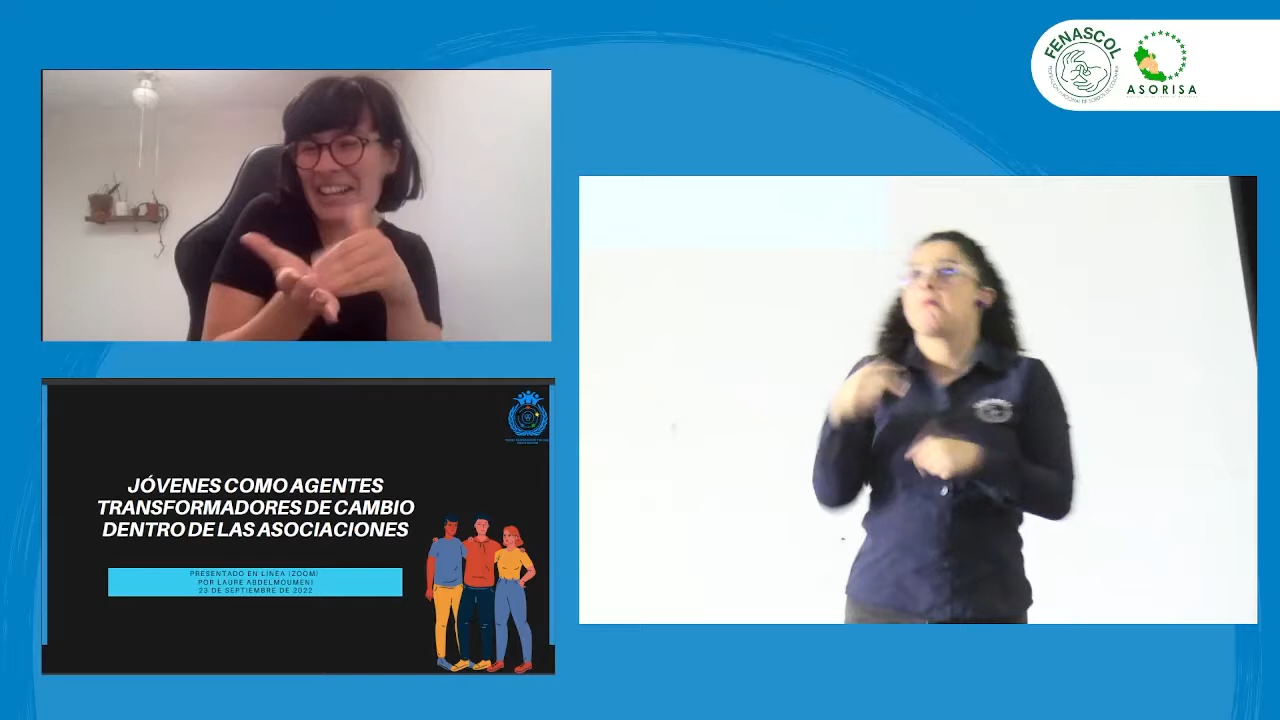 FENASCOL
ASORISA
JÓVENES COMO AGENTES
TRANSFORMADORES DE CAMBIO
DENTRO DE LAS ASOCIACIONES
PRESENTADO EN LÍNEA (ZOOM)
POR LAURE ABDELMOUMENI
23 DE SEPTIEMBRE DE 2022